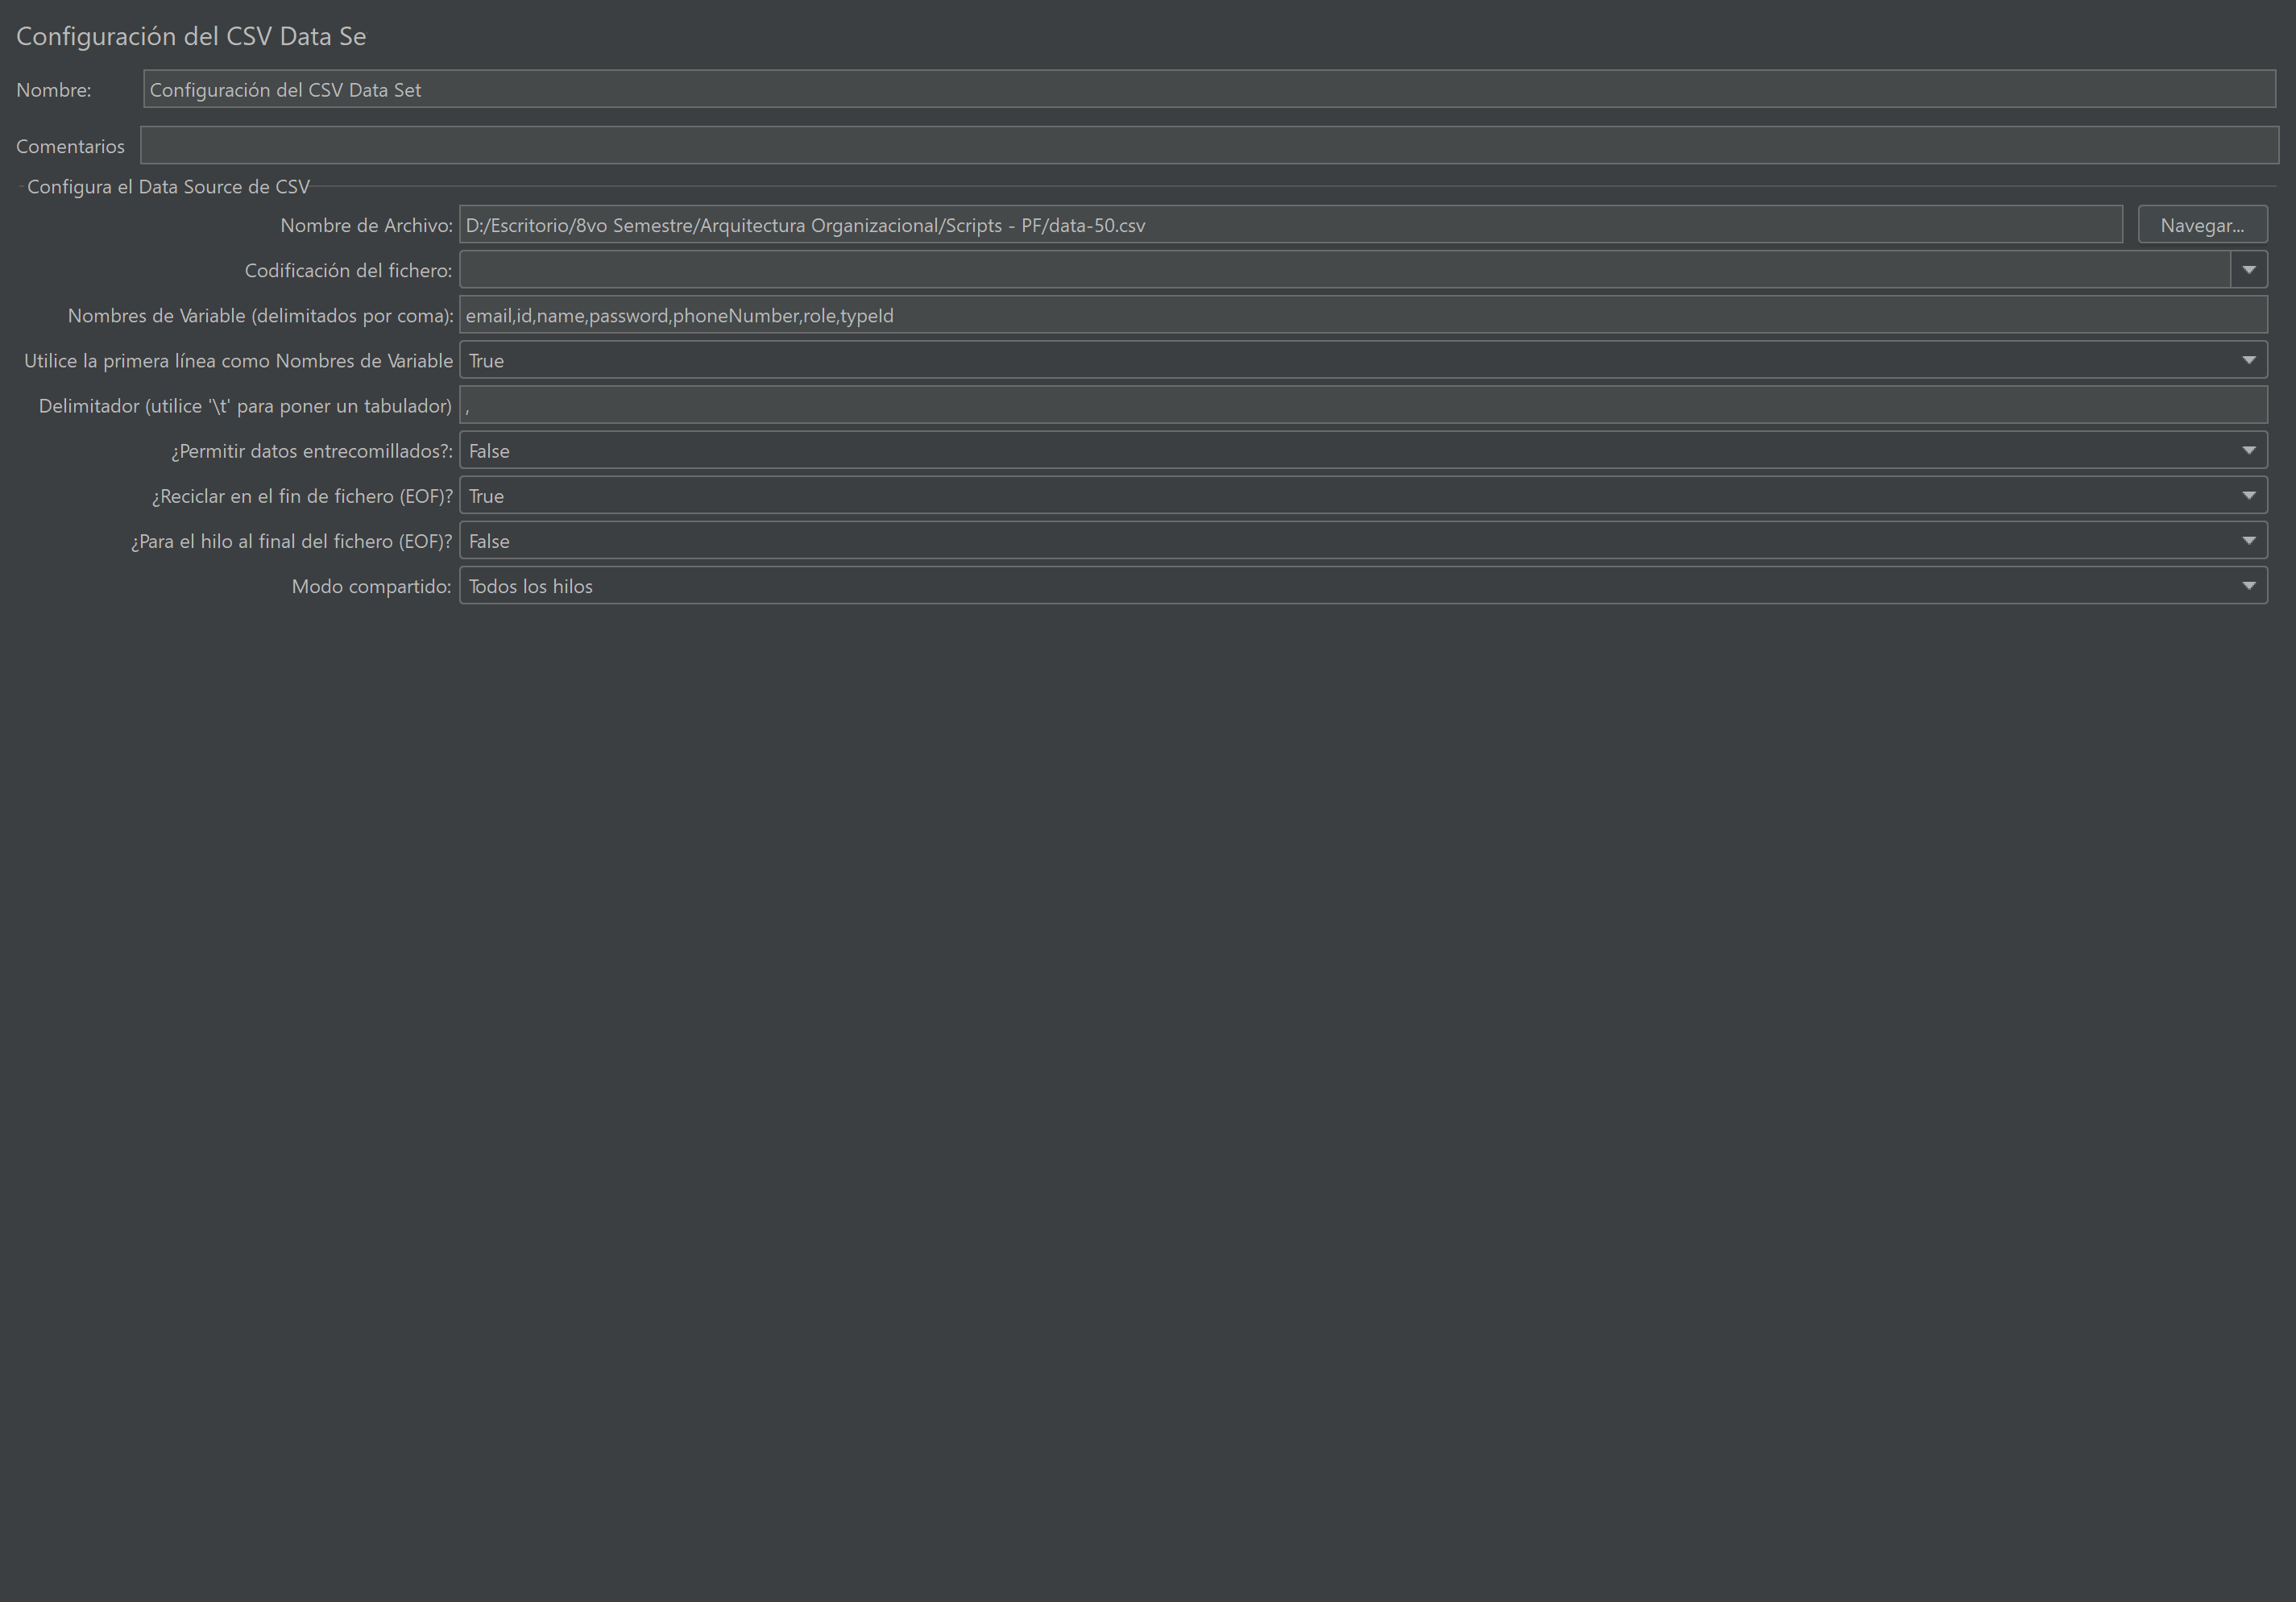 Configuración del CSV Data Se
Nombre: Configuración del CSV Data Set
Comentarios
Configura el Data Source de CSV
Nombre de Archivo: D:/Escritorio/8vo Semestre/Arquitectura Organizacional/Scripts - PF/data-50.csv Navegar...
Codificación del fichero:
Nombres de Variable (delimitados por coma): email,id,name,password,phoneNumber,role,typeId
Utilice la primera línea como Nombres de Variable True
Delimitador (utilice '\t' para poner un tabulador) ,
¿Permitir datos entrecomillados?: False
¿Reciclar en el fin de fichero (EOF)? True
¿Para el hilo al final del fichero (EOF)? False
Modo compartido: Todos los hilos